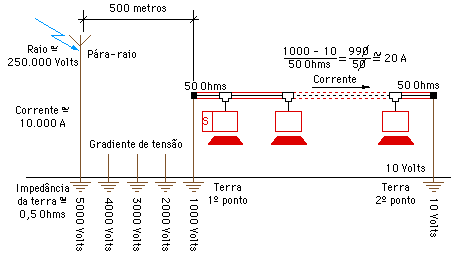 500 metros
Raio ≅
250.000 Volts
Pára-raio
1000 - 10
50 Ohms
=
990
50
≅ 20 A
Corrente
50 Ohms
50 Ohms
Corrente ≅
10.000 A
S
Gradiente de tensão
10 Volts
Impedância
da terra ≅
0,5 Ohms
5000 Volts
4000 Volts
3000 Volts
2000 Volts
1000 Volts
Terra
1º ponto
Terra
2º ponto
10 Volts